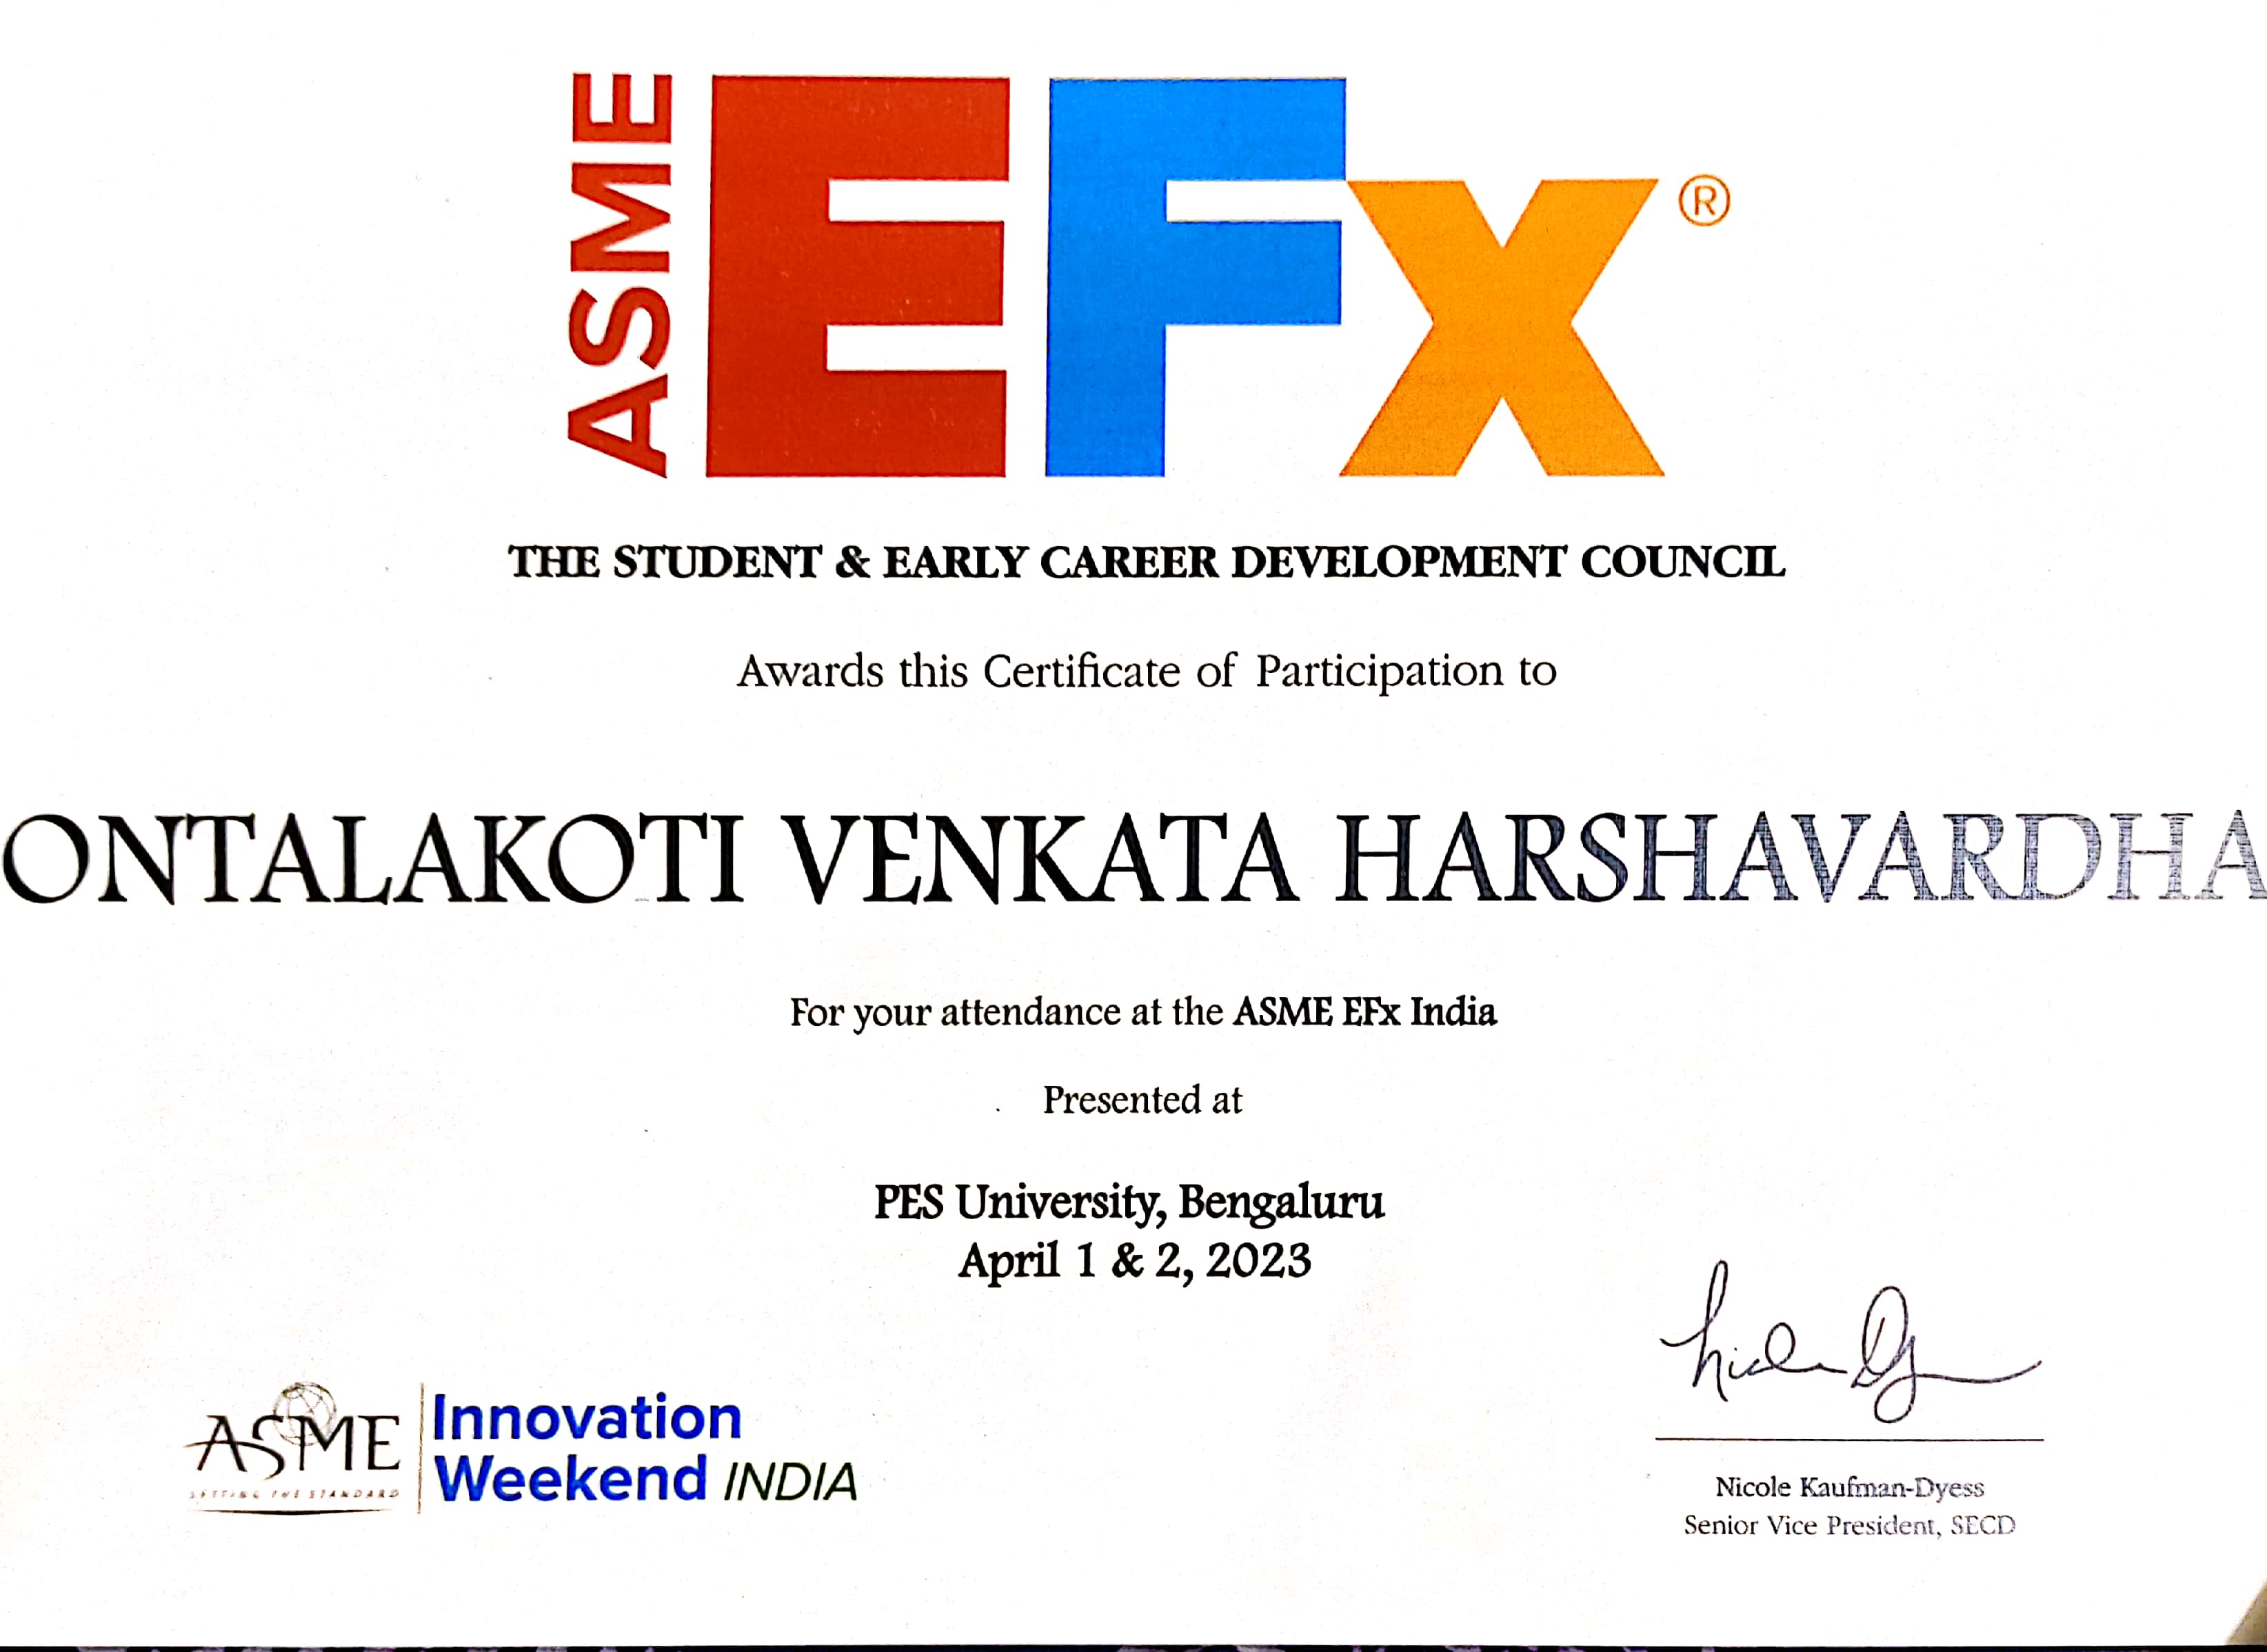 ASME EFx®
THE STUDENT & EARLY CAREER DEVELOPMENT COUNCIL
Awards this Certificate of Participation to
ONTALAKOTI VENKATA HARSHAVARDHA
For your attendance at the ASME EFx India
Presented at
PES University, Bengaluru
April 1 & 2, 2023
ASME
SETTING THE STANDARD
Innovation
Weekend INDIA
Nicole Kaufman-Dyess
Senior Vice President, SECD